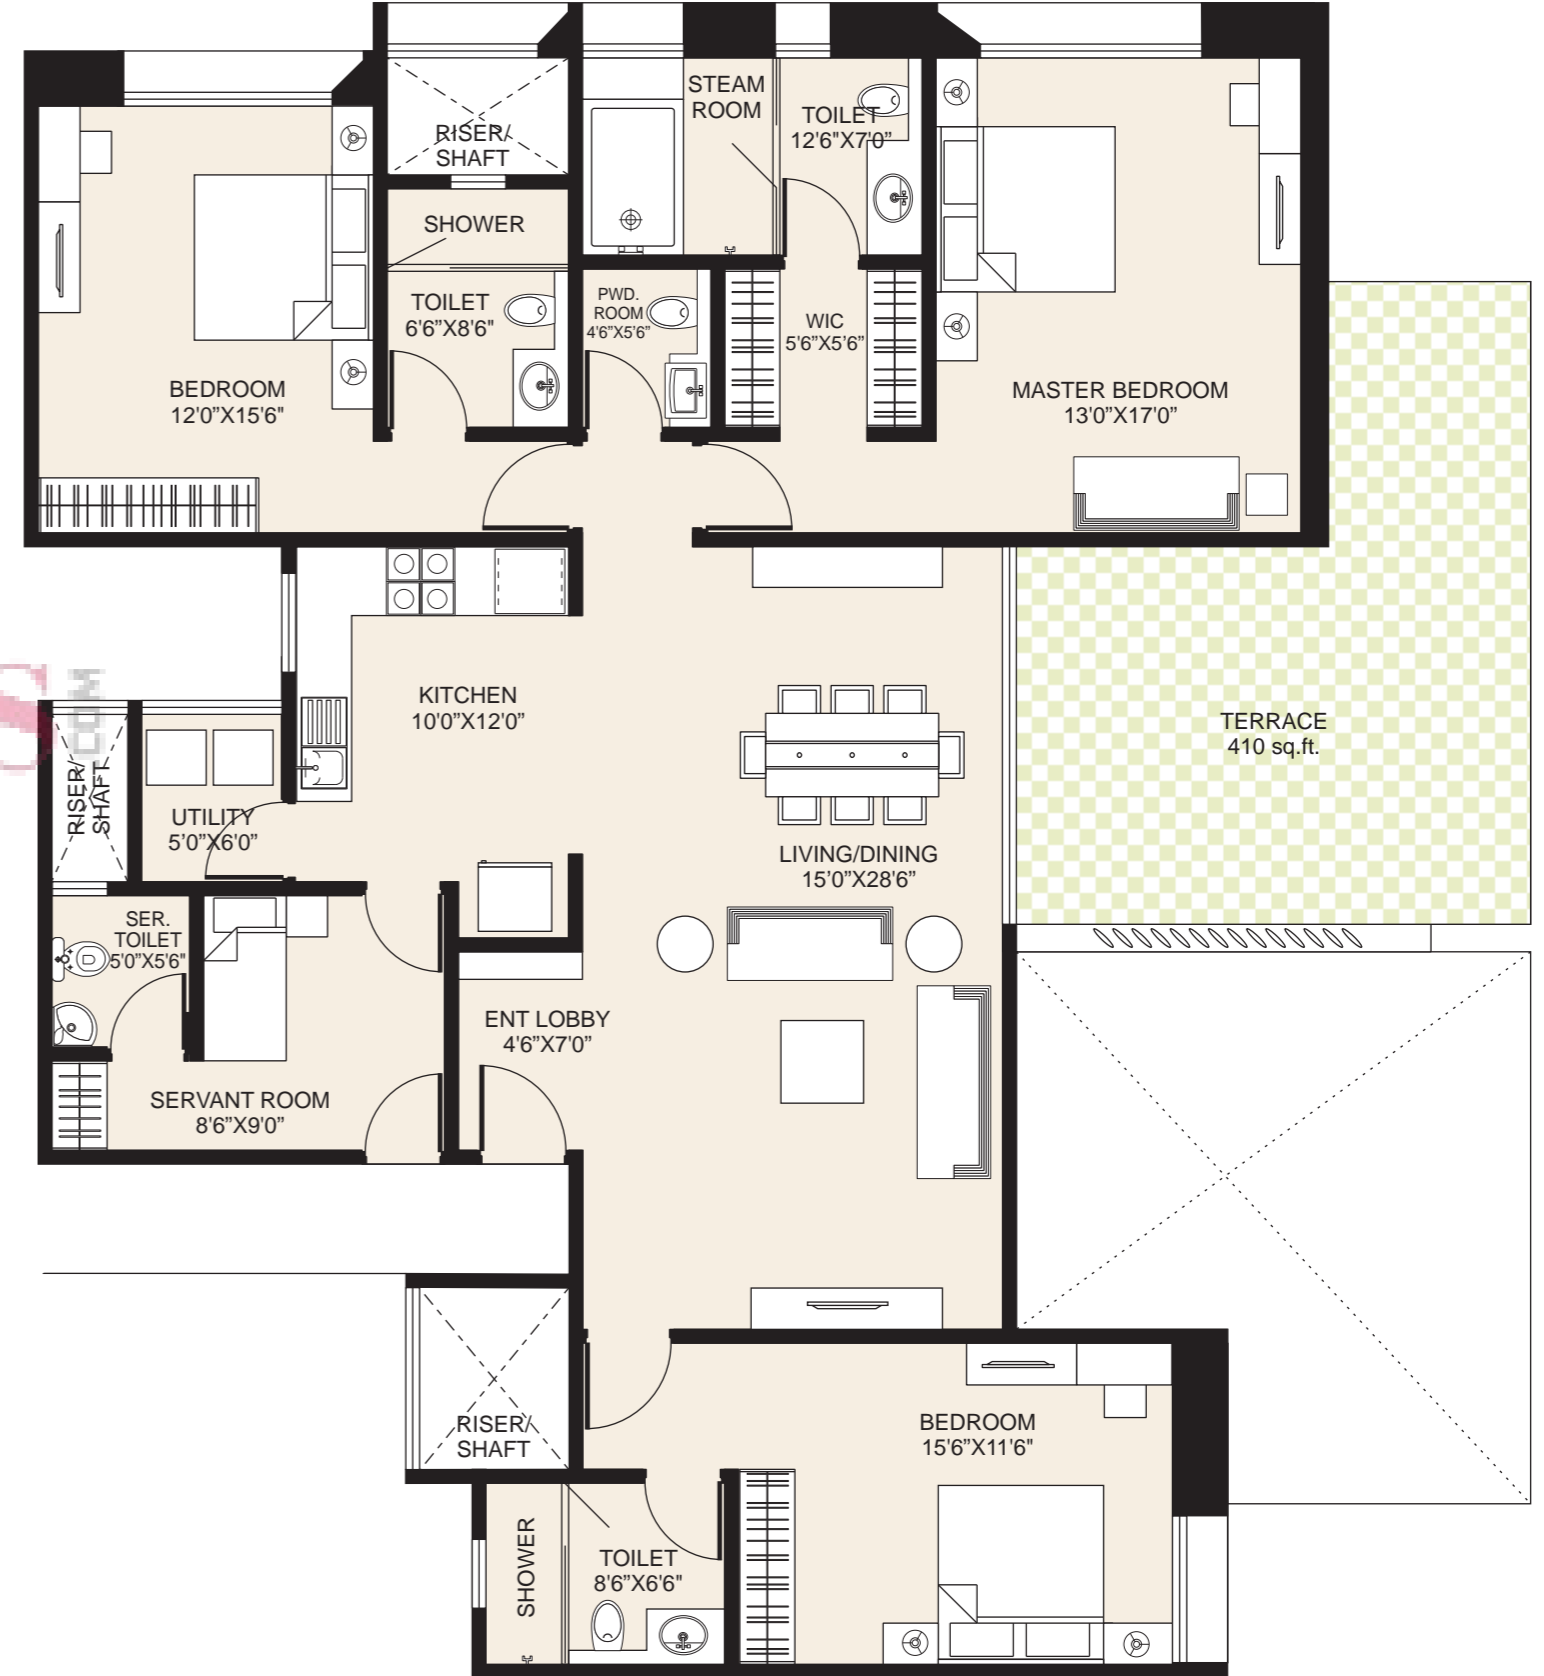 STEAM
ROOM
TOILET
12'6"X7'0"
RISER/
SHAFT
SHOWER
TOILET
6'6"X8'6"
PWD.
ROOM
4'6"X5'6"
WIC
5'6"X5'6"
BEDROOM
12'0"X15'6"
MASTER BEDROOM
13'0"X17'0"
KITCHEN
10'0"X12'0"
TERRACE
410 sq.ft.
S
.COM
RISER/
SHAFT
UTILITY
5'0"X6'0"
LIVING/DINING
15'0"X28'6"
SER.
TOILET
5'0"X5'6"
ENT LOBBY
4'6"X7'0"
SERVANT ROOM
8'6"X9'0"
RISER/
SHAFT
BEDROOM
15'6"X11'6"
SHOWER
TOILET
8'6"X6'6"